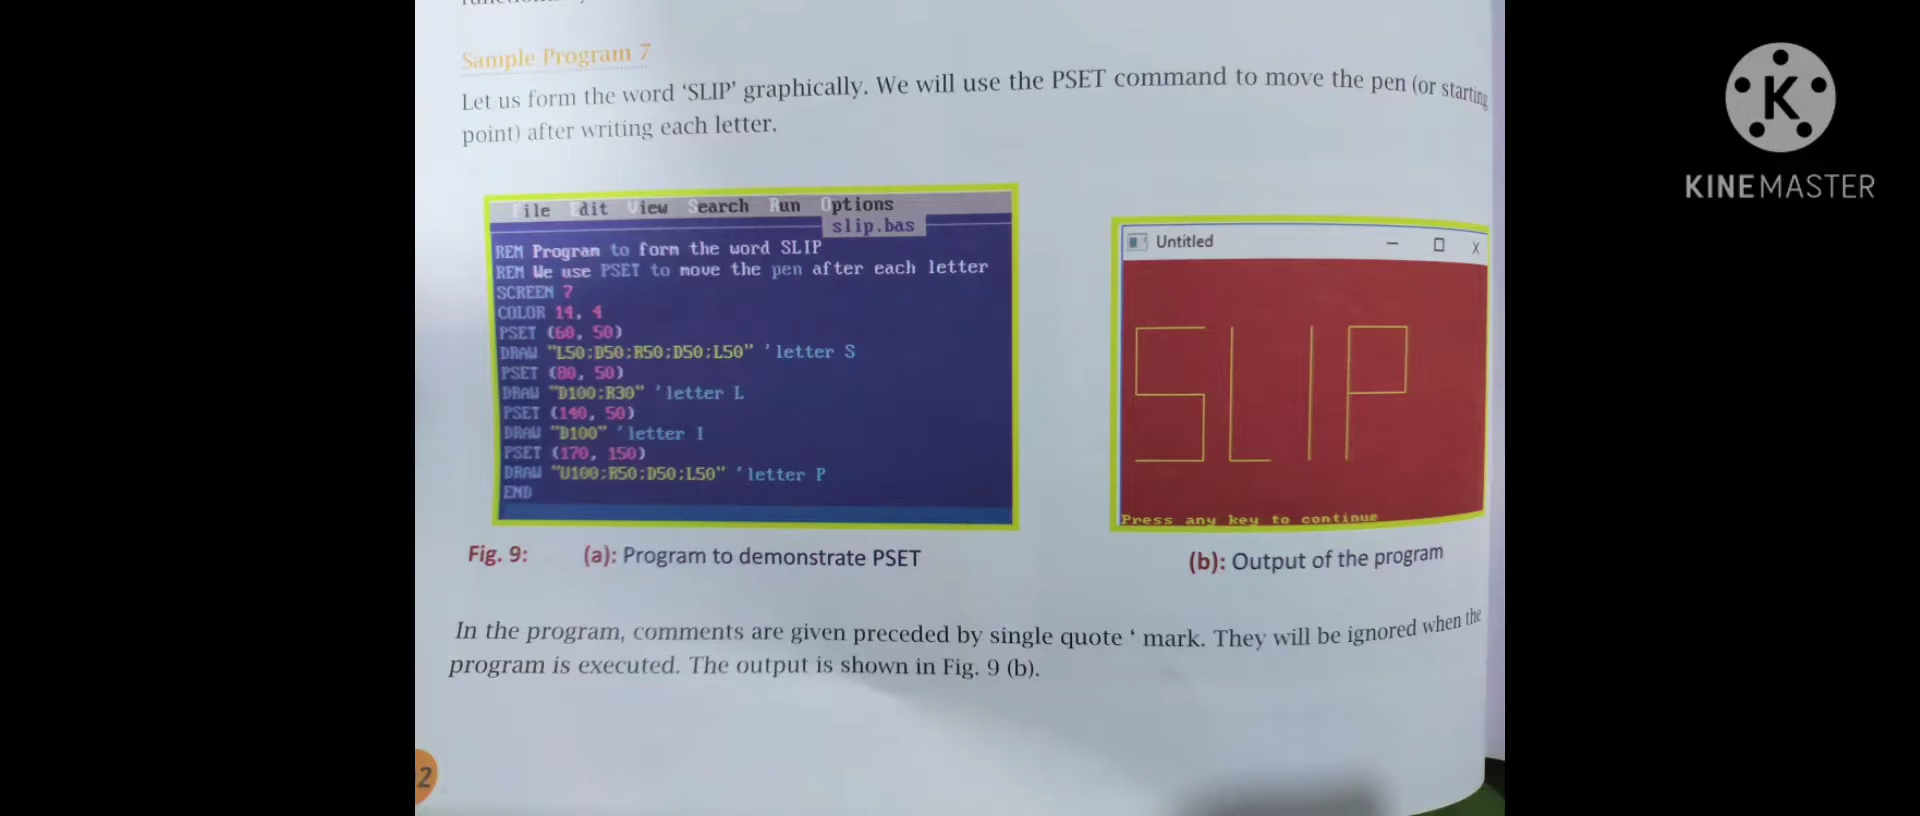 Sample Program 7
Let us form the word ‘SLIP’ graphically. We will use the PSET command to move the pen (or starting
point) after writing each letter.
File Edit View Search Run Options
slip.bas
REM Program to form the word SLIP
REM We use PSET to move the pen after each letter
SCREEN 7
COLOR 14, 4
PSET (60, 50)
DRAW "L50;D50;R50;D50;L50" 'letter S
PSET (80, 50)
DRAW "D100;R30" 'letter L
PSET (140, 50)
DRAW "D100" 'letter I
PSET (170, 150)
DRAW "U100;R50;D50;L50" 'letter P
END
Untitled
SLIP
Press any key to continue
Fig. 9: (a): Program to demonstrate PSET
(b): Output of the program
In the program, comments are given preceded by single quote ‘ mark. They will be ignored when the
program is executed. The output is shown in Fig. 9 (b).
2
K
KINEMASTER